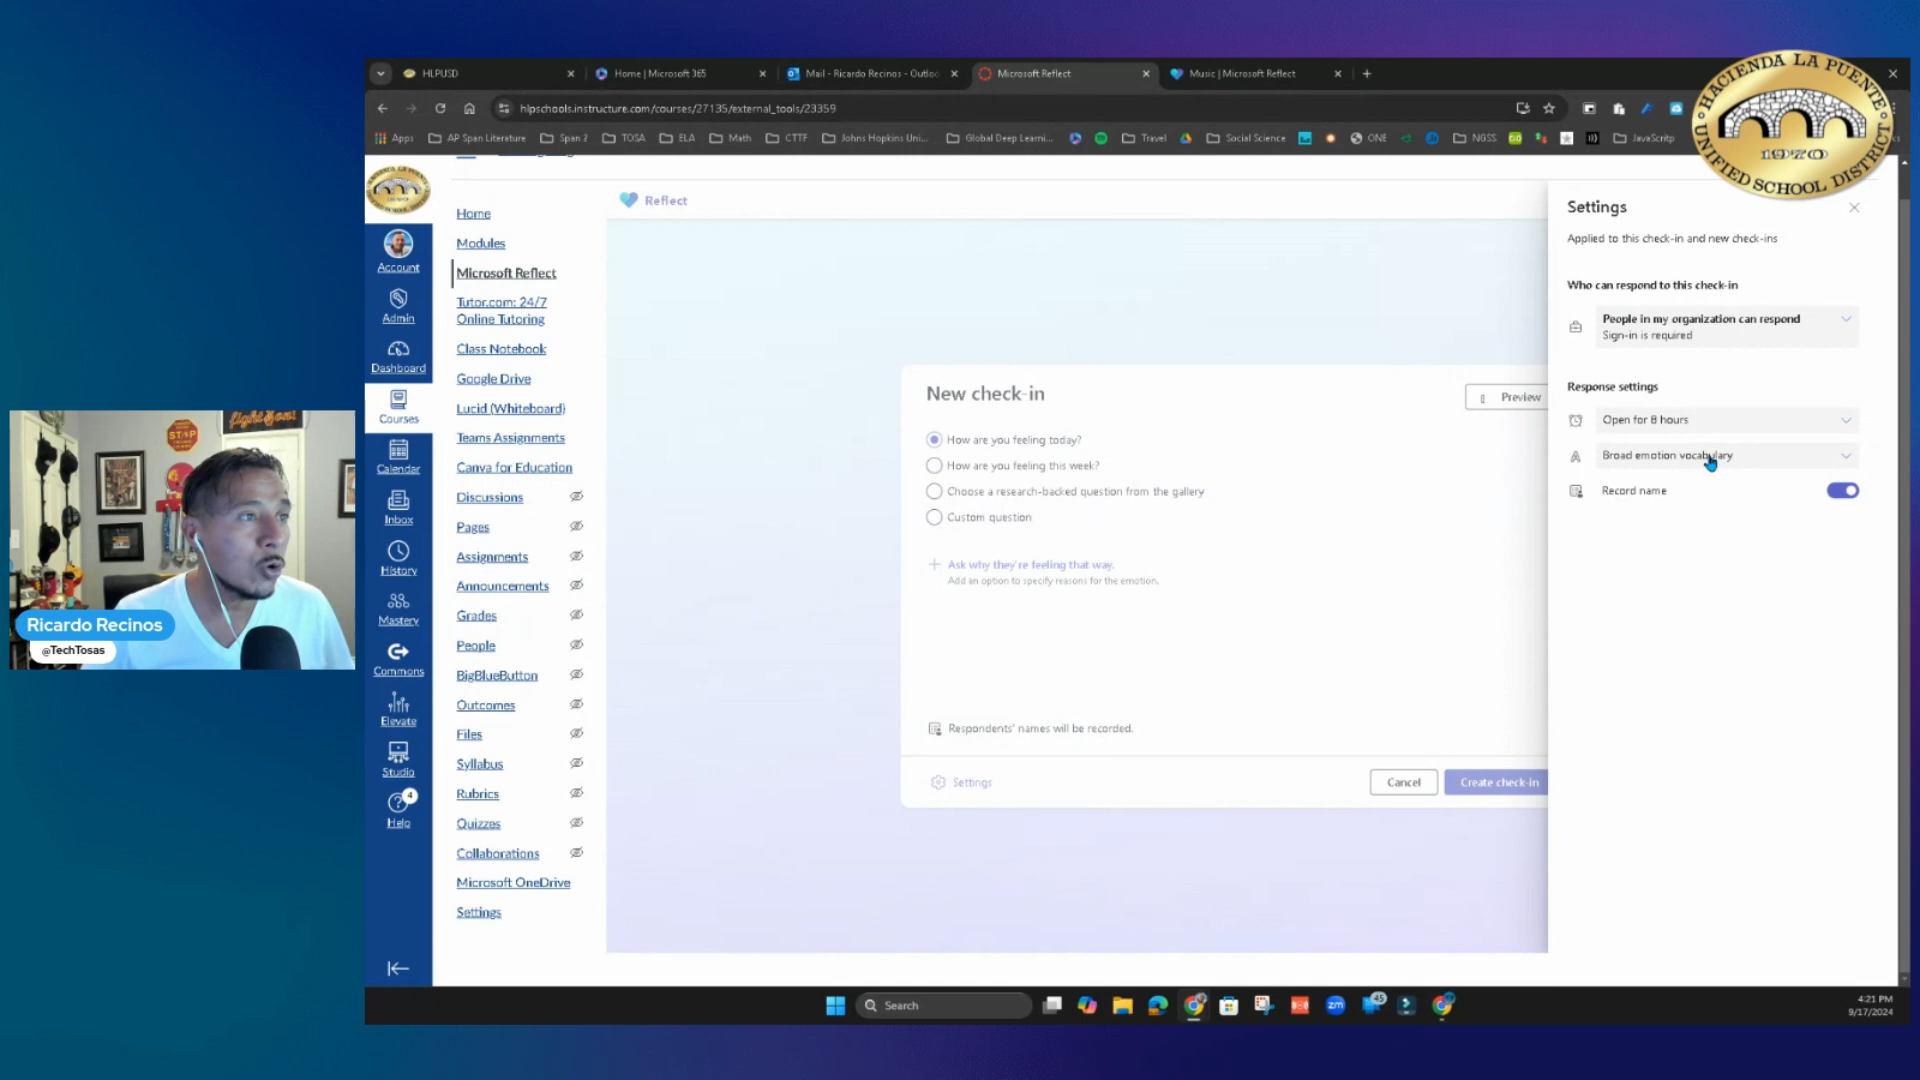 HLPUSD
Home | Microsoft 365
Mail - Ricardo Recinos - Outloo
Microsoft Reflect
Music | Microsoft Reflect
hlpschools.instructure.com/courses/27135/external_tools/23359
Apps
AP Span Literature
Span 2
TOSA
ELA
Math
CTTF
Johns Hopkins Uni...
Global Deep Learni...
Travel
Social Science
ONE
NGSS
JavaScritp
HACIENDA LA PUENTE
UNIFIED SCHOOL DISTRICT
1970
Account
Admin
Dashboard
Courses
Calendar
Inbox
History
Mastery
Commons
Elevate
Studio
4
Help
Home
Modules
Microsoft Reflect
Tutor.com: 24/7
Online Tutoring
Class Notebook
Google Drive
Lucid (Whiteboard)
Teams Assignments
Canva for Education
Discussions
Pages
Assignments
Announcements
Grades
People
BigBlueButton
Outcomes
Files
Syllabus
Rubrics
Quizzes
Collaborations
Microsoft OneDrive
Settings
Reflect
New check-in
Preview
How are you feeling today?
How are you feeling this week?
Choose a research-backed question from the gallery
Custom question
Ask why they're feeling that way.
Add an option to specify reasons for the emotion.
Respondents' names will be recorded.
Settings
Cancel
Create check-in
Settings
Applied to this check-in and new check-ins
Who can respond to this check-in
People in my organization can respond
Sign-in is required
Response settings
Open for 8 hours
Broad emotion vocabulary
Record name
STOP
Ricardo Recinos
@TechTosas
Search
zm
45
4:21 PM
9/17/2024